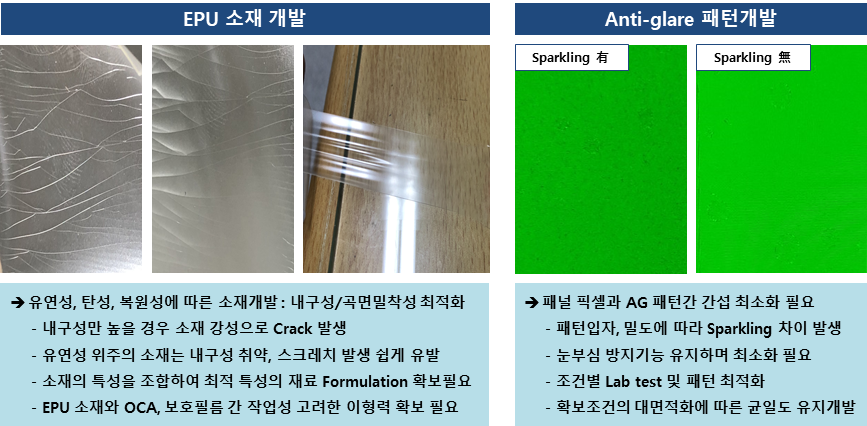 EPU 소재 개발
➔ 유연성, 탄성, 복원성에 따른 소재개발 : 내구성/곡면밀착성 최적화
- 내구성만 높을 경우 소재 강성으로 Crack 발생
- 유연성 위주의 소재는 내구성 취약, 스크레치 발생 쉽게 유발
- 소재의 특성을 조합하여 최적 특성의 재료 Formulation 확보필요
- EPU 소재와 OCA, 보호필름 간 작업성 고려한 이형력 확보 필요
Anti-glare 패턴개발
Sparkling 有
Sparkling 無
➔ 패널 픽셀과 AG 패턴간 간섭 최소화 필요
- 패턴입자, 밀도에 따라 Sparkling 차이 발생
- 눈부심 방지기능 유지하며 최소화 필요
- 조건별 Lab test 및 패턴 최적화
- 확보조건의 대면적화에 따른 균일도 유지개발